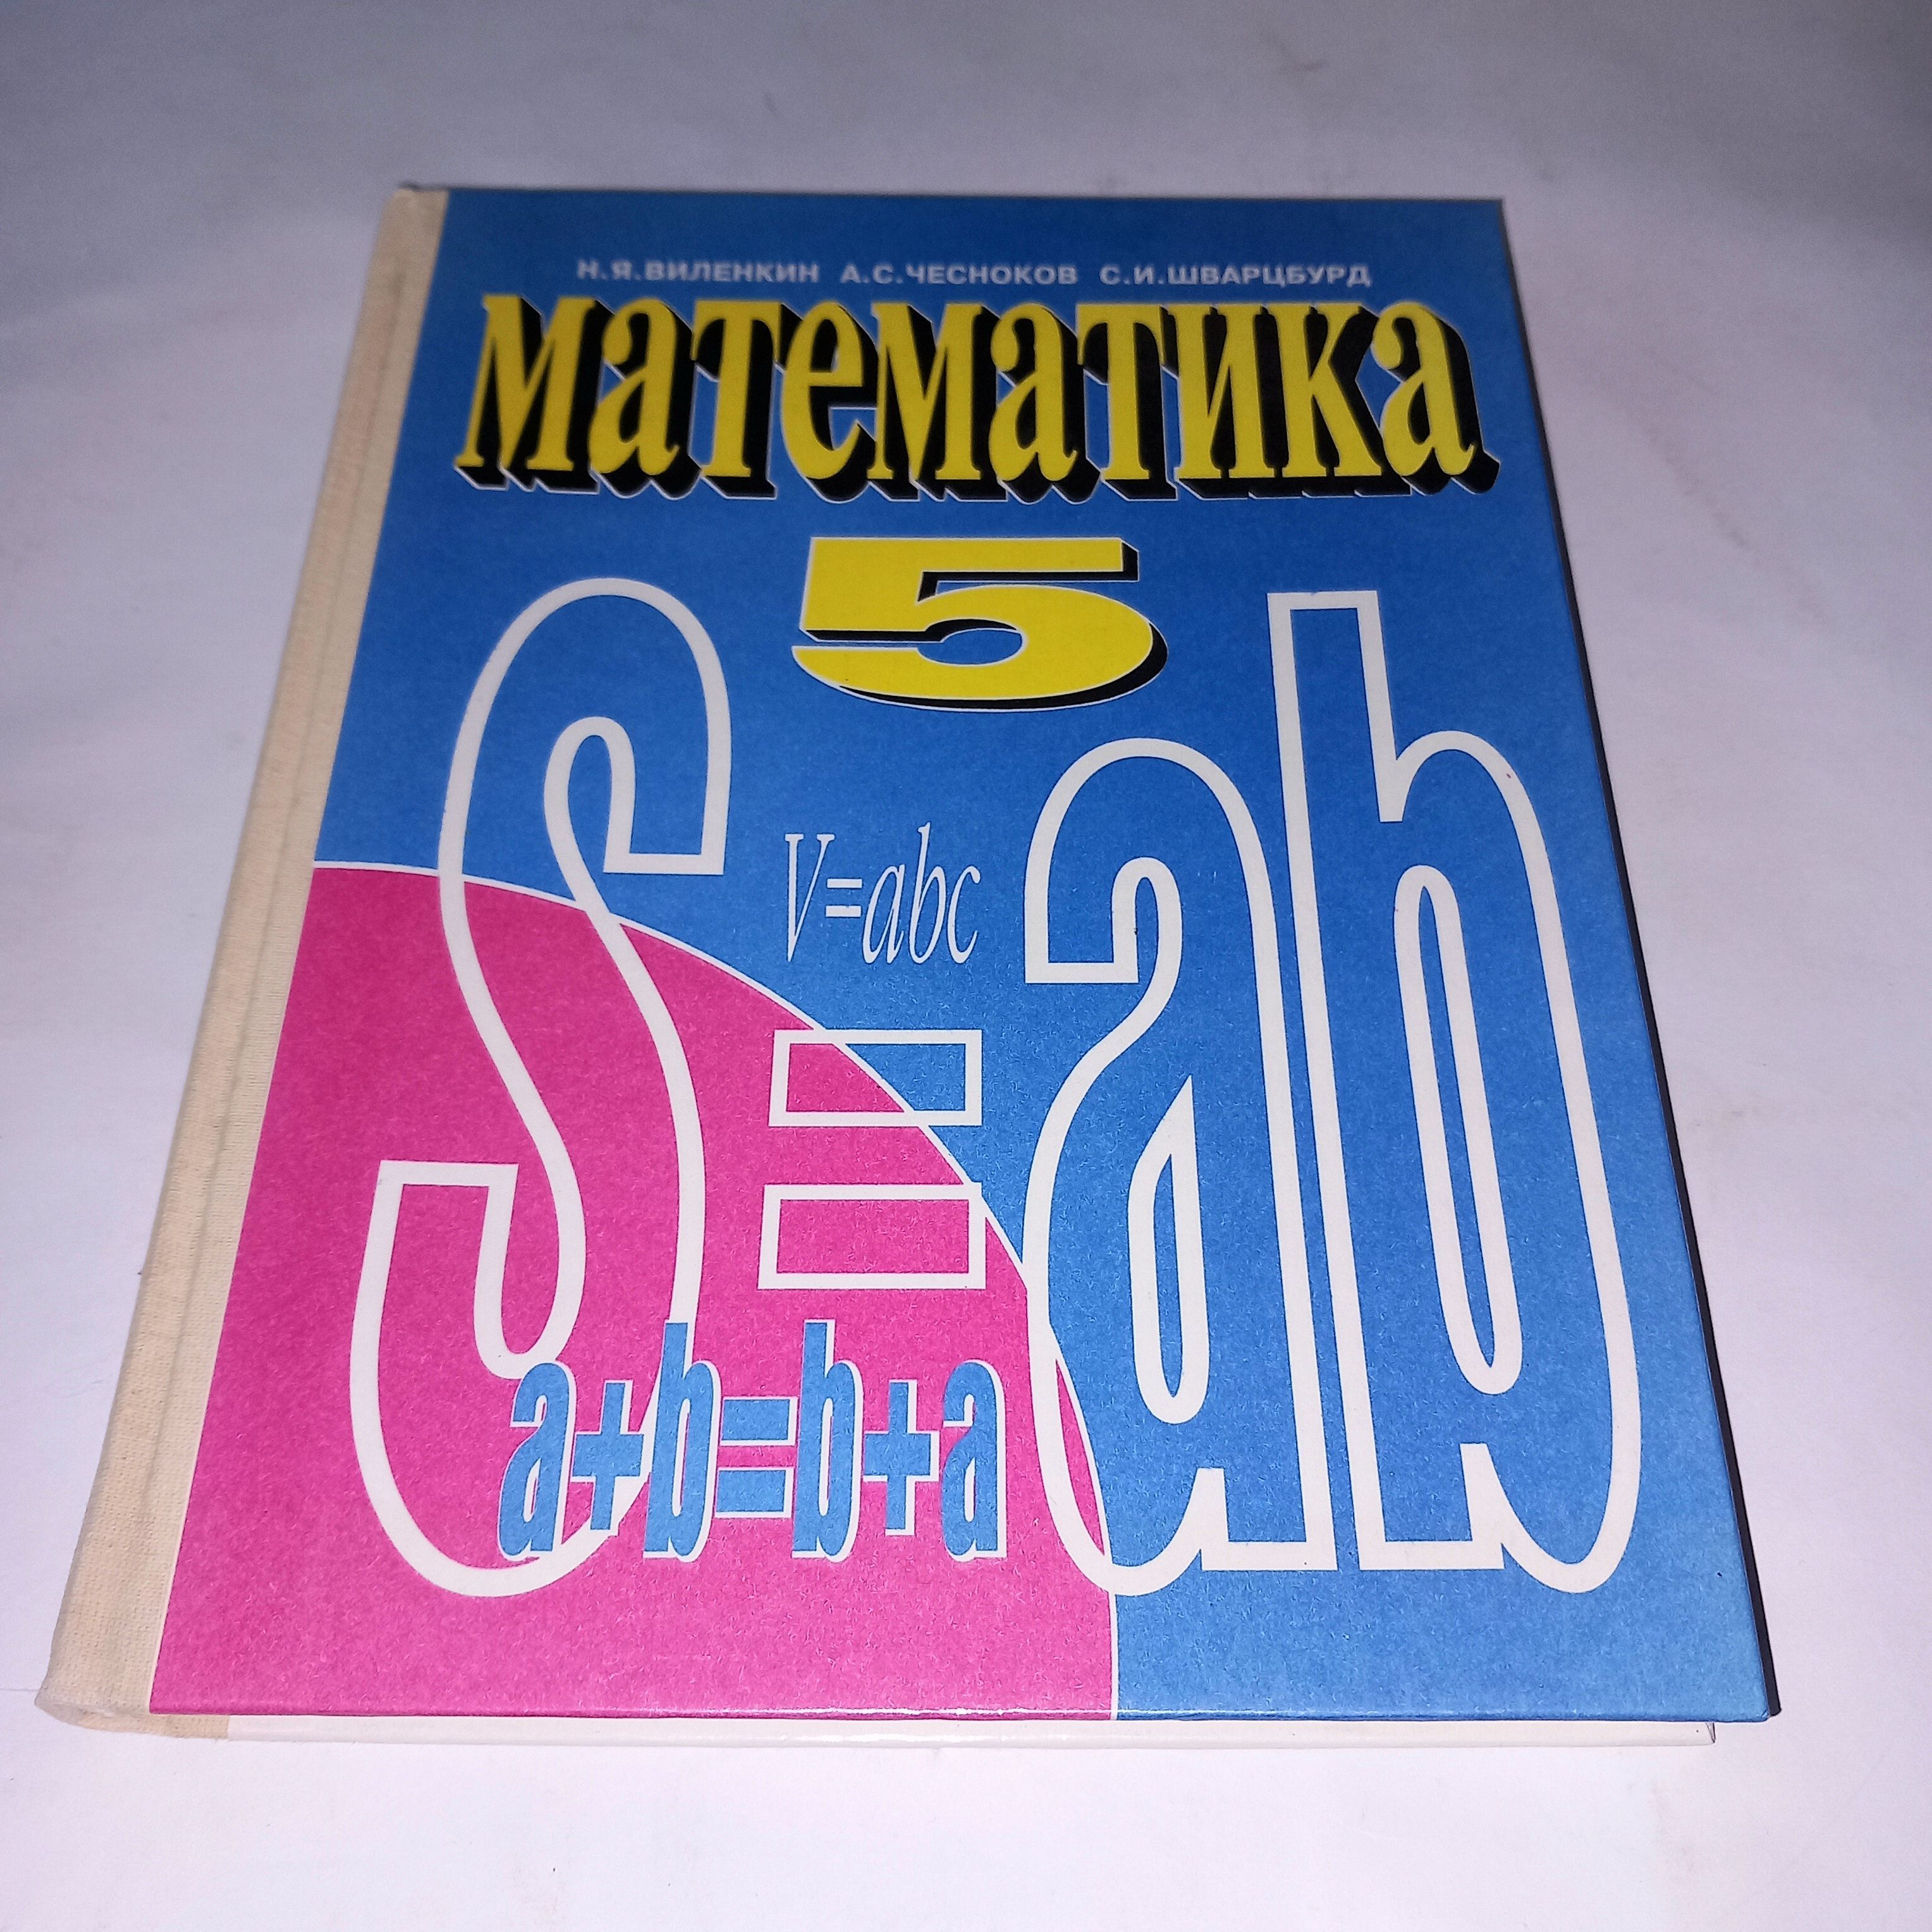 Н.Я.ВИЛЕНКИН А.С.ЧЕСНОКОВ С.И.ШВАРЦБУРД
математика
5
S=ab
V=abc
a+b=b+a